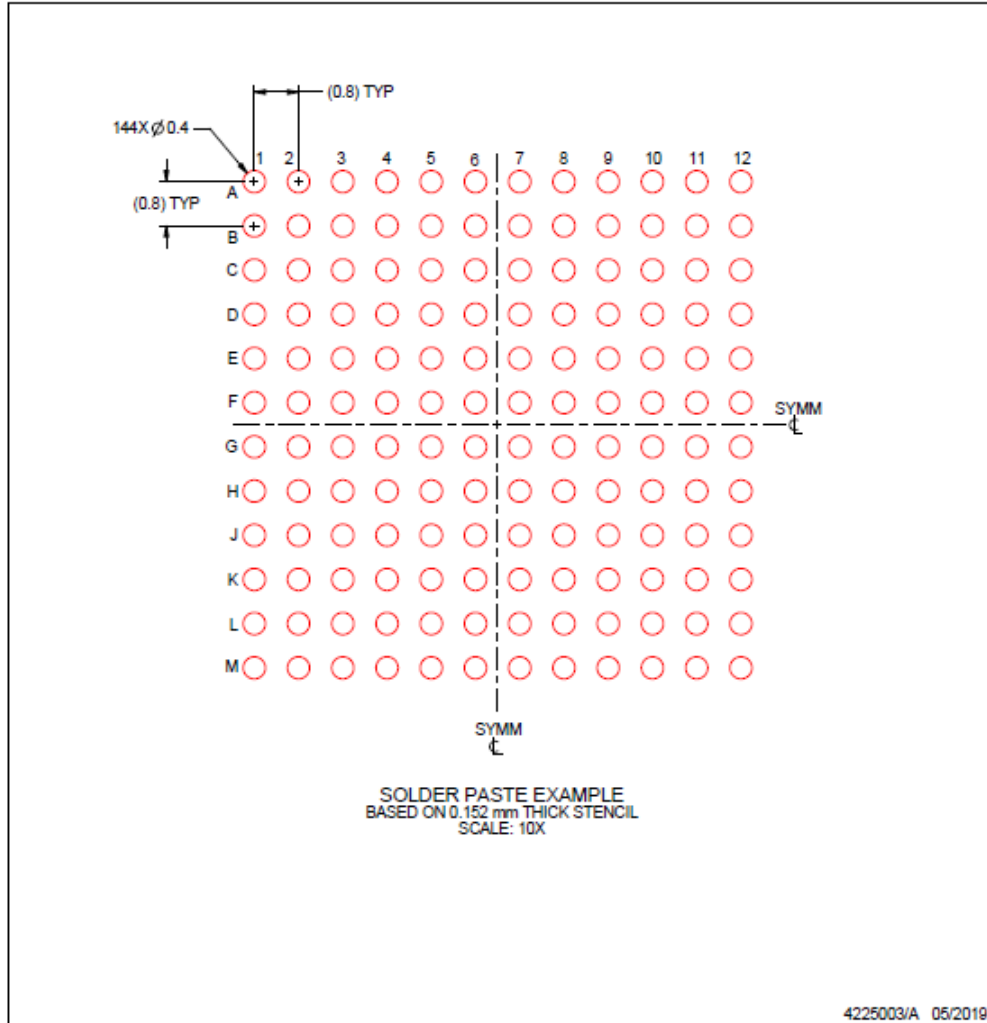 (0.8) TYP
144X Ø 0.4
1 2 3 4 5 6 7 8 9 10 11 12
A
(0.8) TYP
B
C
D
E
F
SYMM
℄
G
H
J
K
L
M
SYMM
℄
SOLDER PASTE EXAMPLE
BASED ON 0.152 mm THICK STENCIL
SCALE: 10X
4225003/A 05/2019